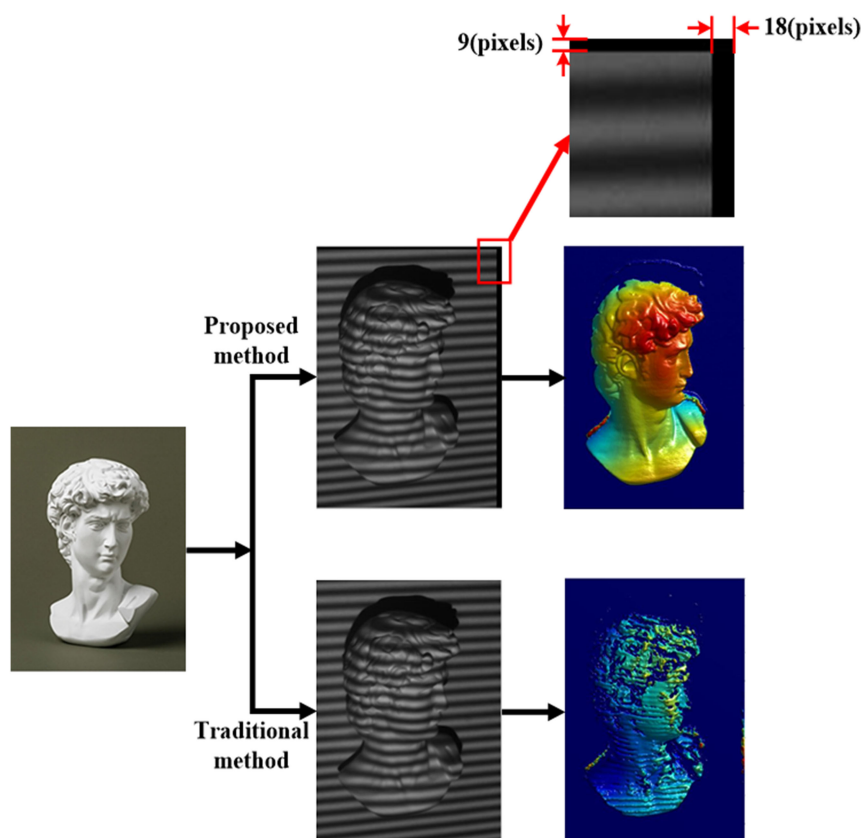 9(pixels)
18(pixels)
Proposed
method
Traditional
method